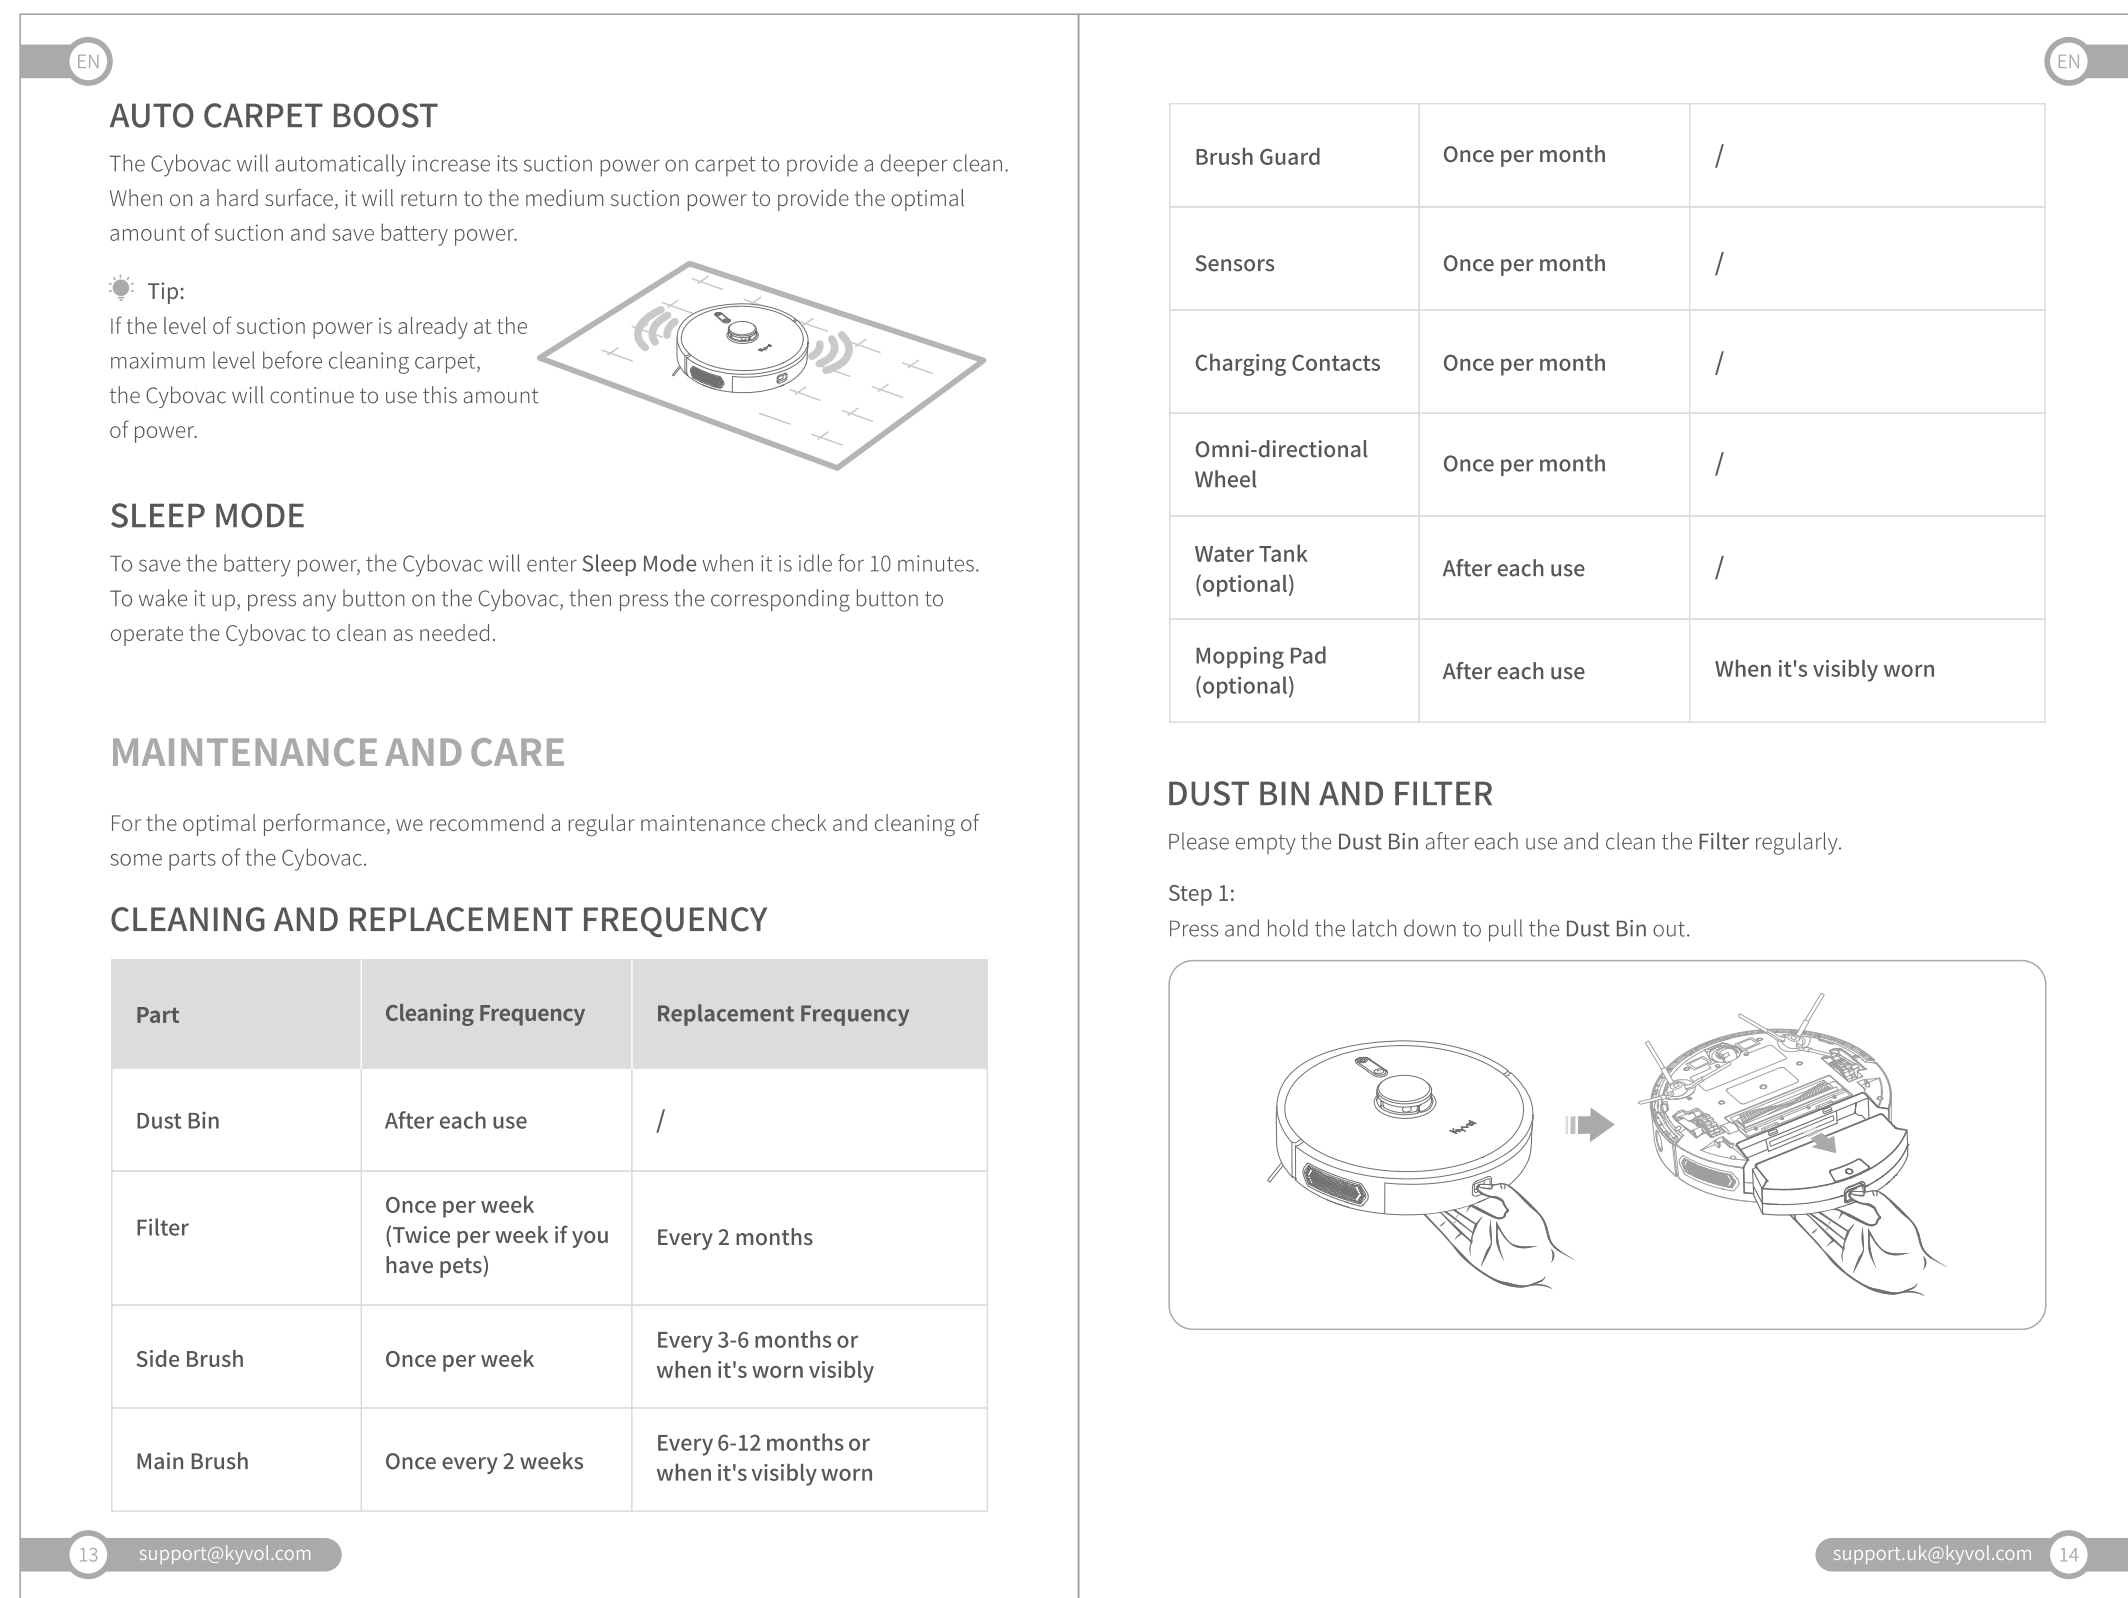 EN
AUTO CARPET BOOST
The Cybovac will automatically increase its suction power on carpet to provide a deeper clean.
When on a hard surface, it will return to the medium suction power to provide the optimal
amount of suction and save battery power.
Tip:
If the level of suction power is already at the
maximum level before cleaning carpet,
the Cybovac will continue to use this amount
of power.
Kyvol
SLEEP MODE
To save the battery power, the Cybovac will enter Sleep Mode when it is idle for 10 minutes.
To wake it up, press any button on the Cybovac, then press the corresponding button to
operate the Cybovac to clean as needed.
MAINTENANCE AND CARE
For the optimal performance, we recommend a regular maintenance check and cleaning of
some parts of the Cybovac.
CLEANING AND REPLACEMENT FREQUENCY
Part
Cleaning Frequency
Replacement Frequency
Dust Bin
After each use
/
Filter
Once per week
(Twice per week if you
have pets)
Every 2 months
Side Brush
Once per week
Every 3-6 months or
when it's worn visibly
Main Brush
Once every 2 weeks
Every 6-12 months or
when it's visibly worn
13
support@kyvol.com
EN
Brush Guard
Once per month
/
Sensors
Once per month
/
Charging Contacts
Once per month
/
Omni-directional
Wheel
Once per month
/
Water Tank
(optional)
After each use
/
Mopping Pad
(optional)
After each use
When it's visibly worn
DUST BIN AND FILTER
Please empty the Dust Bin after each use and clean the Filter regularly.
Step 1:
Press and hold the latch down to pull the Dust Bin out.
Kyvol
support.uk@kyvol.com
14